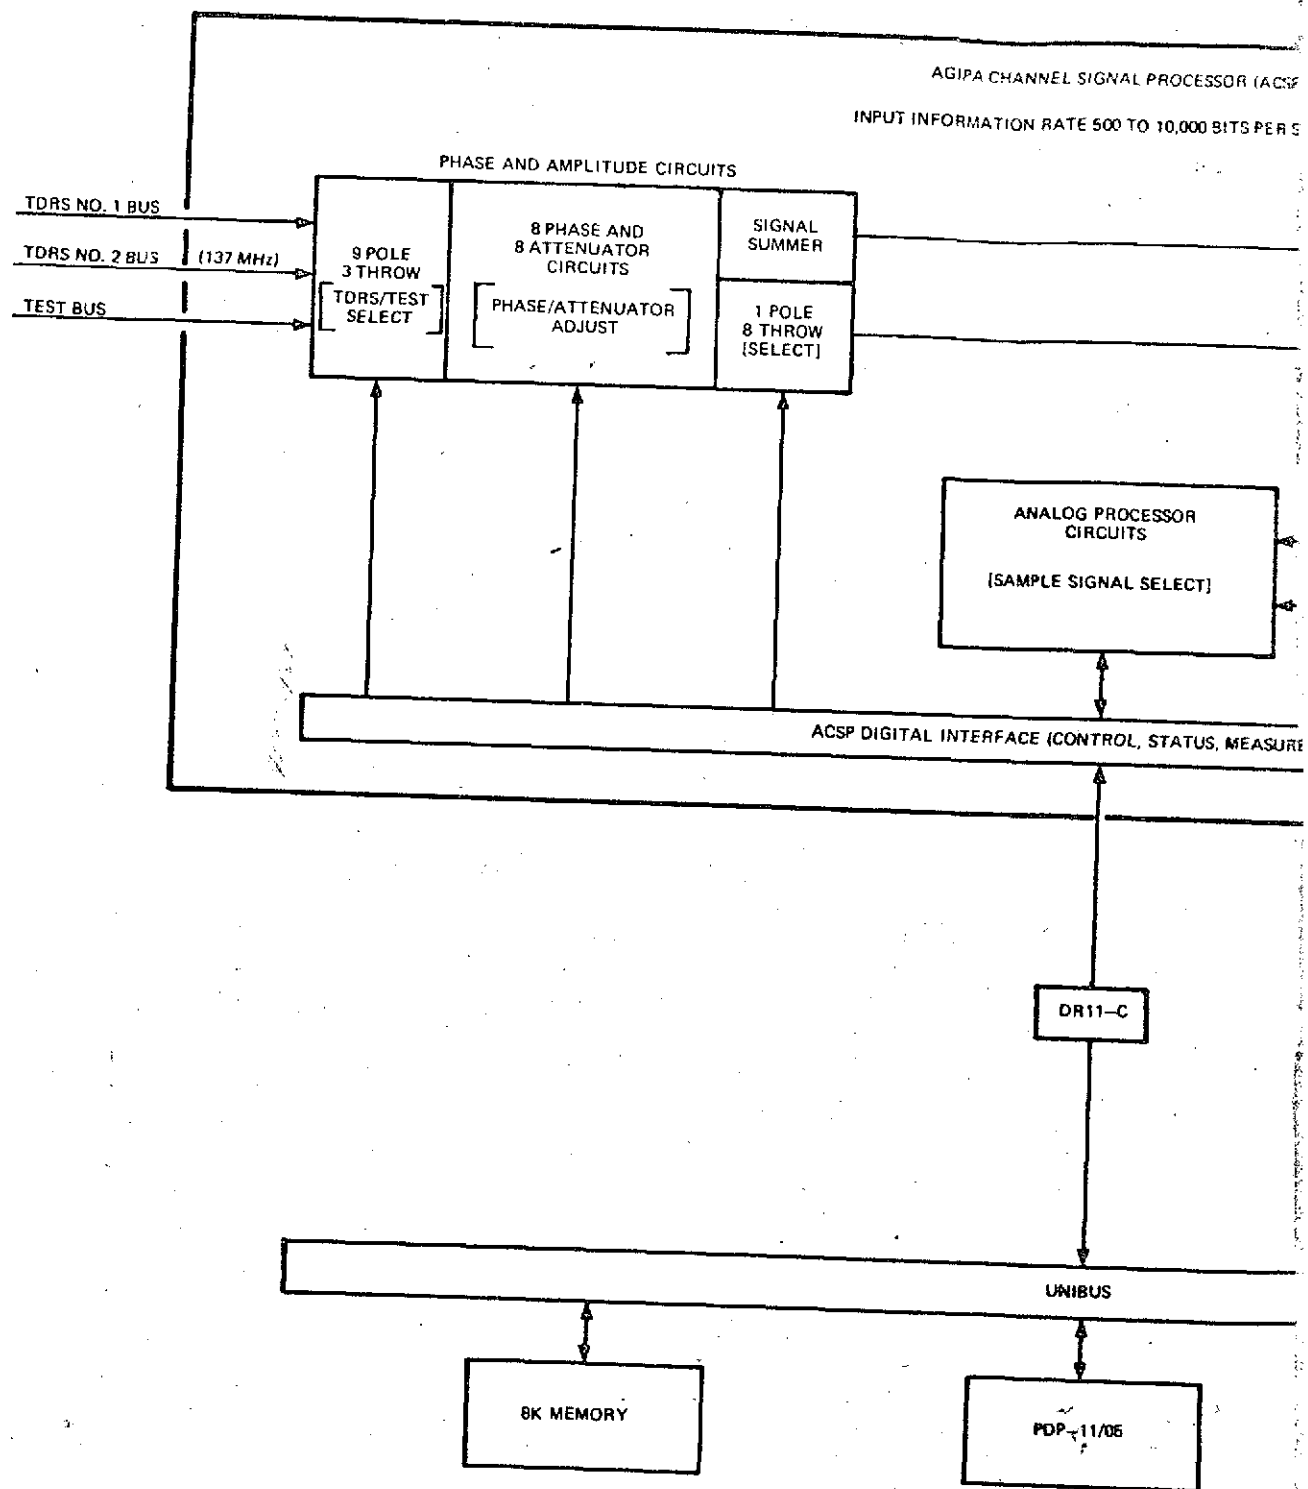 AGIPA CHANNEL SIGNAL PROCESSOR (ACSP
INPUT INFORMATION RATE 500 TO 10,000 BITS PER S
PHASE AND AMPLITUDE CIRCUITS
TDRS NO. 1 BUS
TDRS NO. 2 BUS (137 MHz)
TEST BUS
9 POLE
3 THROW
[TDRS/TEST
SELECT]
8 PHASE AND
8 ATTENUATOR
CIRCUITS
[PHASE/ATTENUATOR
ADJUST]
SIGNAL
SUMMER
1 POLE
8 THROW
[SELECT]
ANALOG PROCESSOR
CIRCUITS
[SAMPLE SIGNAL SELECT]
ACSP DIGITAL INTERFACE (CONTROL, STATUS, MEASURE
DR11-C
UNIBUS
8K MEMORY
PDP-11/05